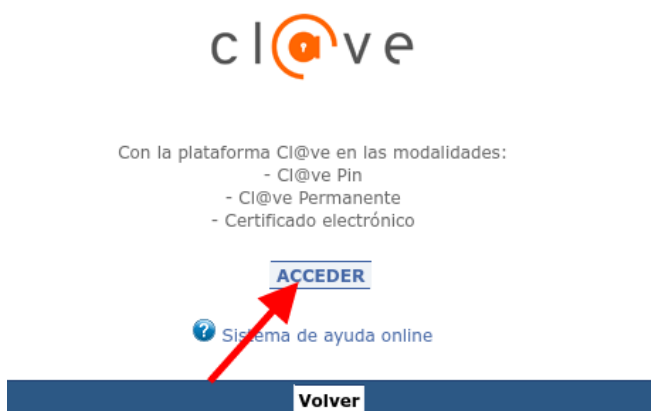 cl@ve
Con la plataforma Cl@ve en las modalidades:
- Cl@ve Pin
- Cl@ve Permanente
- Certificado electrónico
ACCEDER
? Sistema de ayuda online
Volver